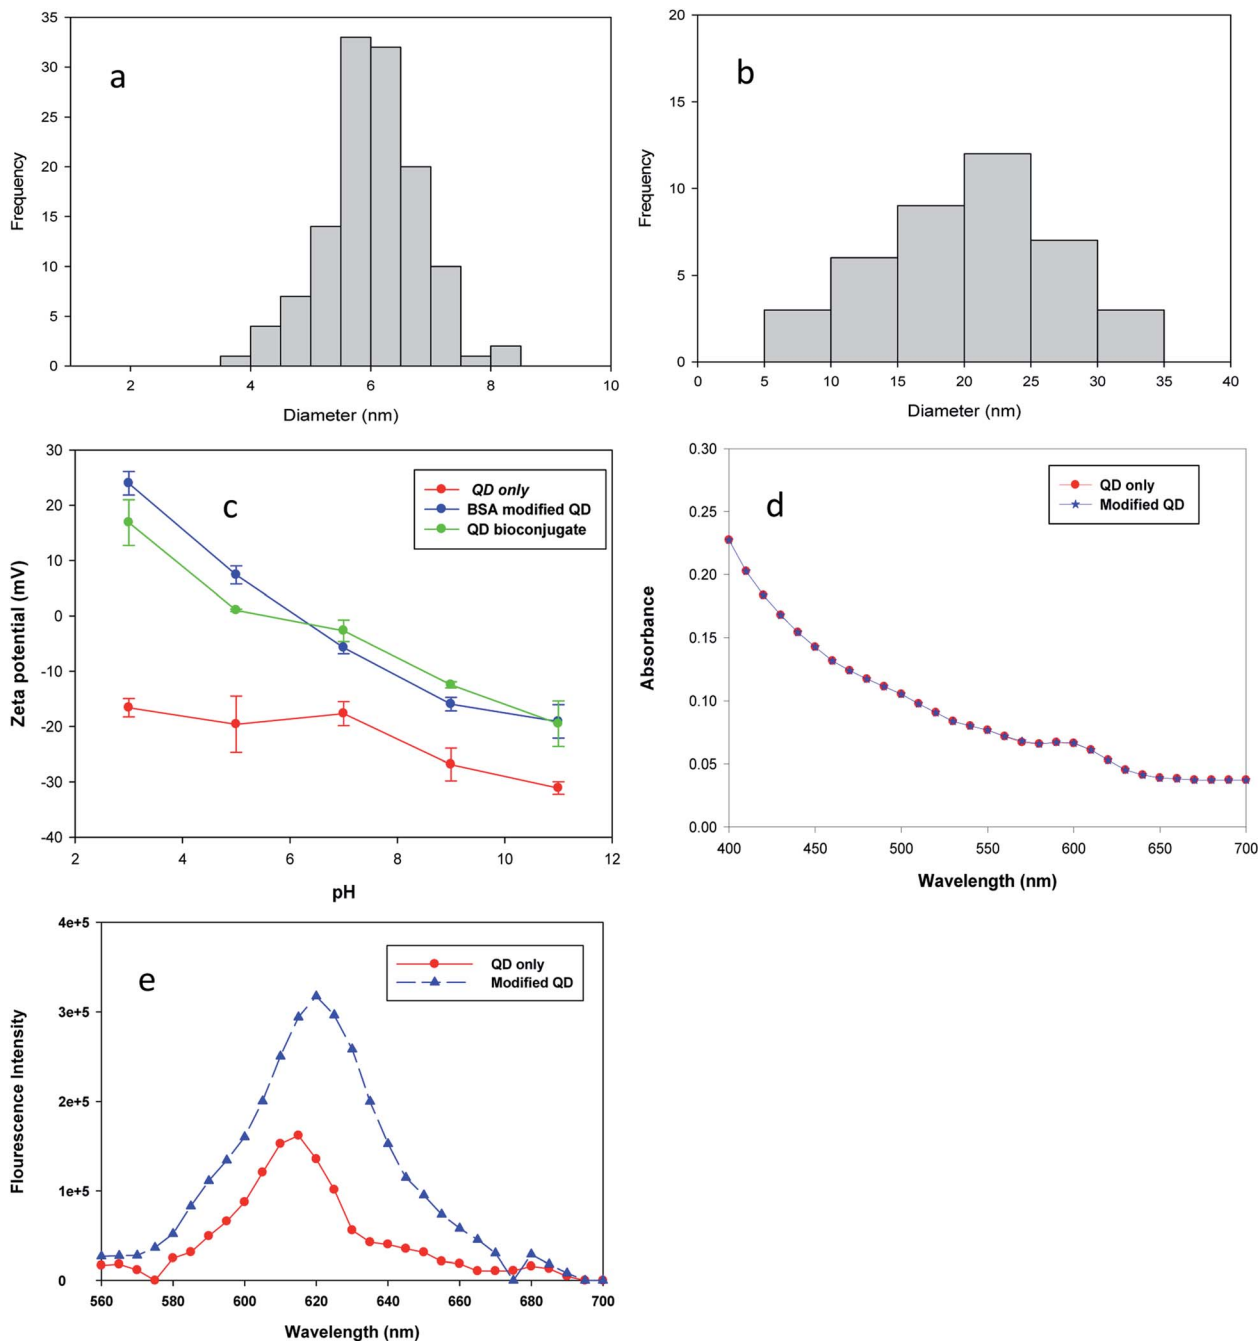 a
Frequency
35
30
25
20
15
10
5
0
2
4
6
8
10
Diameter (nm)
b
Frequency
20
15
10
5
0
0
5
10
15
20
25
30
35
40
Diameter (nm)
c
Zeta potential (mV)
30
20
10
0
-10
-20
-30
-40
2
4
6
8
10
12
pH
QD only
BSA modified QD
QD bioconjugate
d
Absorbance
0.30
0.25
0.20
0.15
0.10
0.05
0.00
400
450
500
550
600
650
700
Wavelength (nm)
QD only
Modified QD
e
Flourescence Intensity
4e+5
3e+5
2e+5
1e+5
0
560
580
600
620
640
660
680
700
Wavelength (nm)
QD only
Modified QD